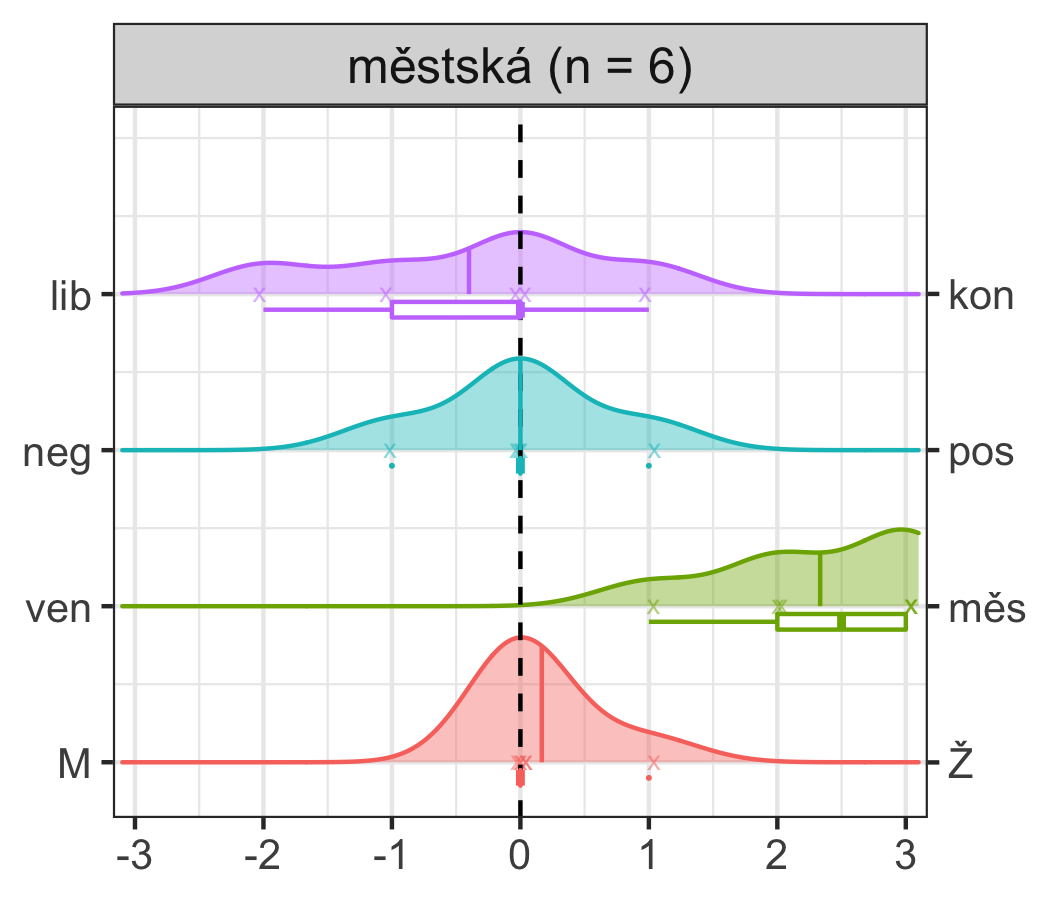 městská (n = 6)
lib kon
neg pos
ven měs
M Ž
-3 -2 -1 0 1 2 3